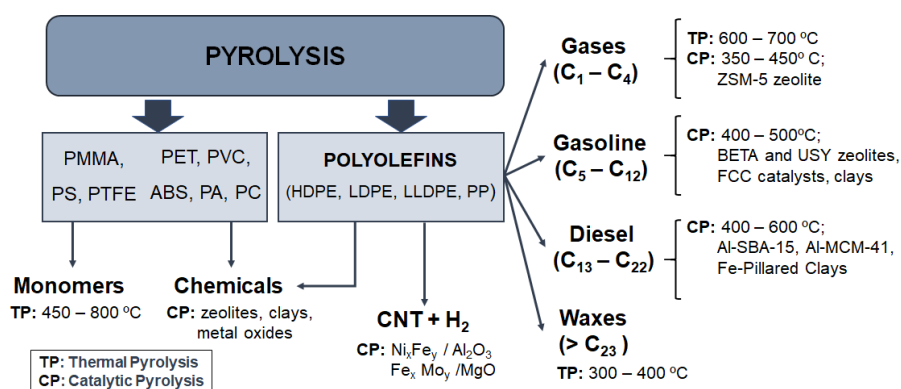 PYROLYSIS
PMMA,
PS, PTFE
PET, PVC,
ABS, PA, PC
POLYOLEFINS
(HDPE, LDPE, LLDPE, PP)
Monomers
TP: 450 – 800 ºC
Chemicals
CP: zeolites, clays,
metal oxides
CNT + H₂
CP: NiₓFeᵧ / Al₂O₃
Feₓ Moᵧ /MgO
Gases
(C₁ – C₄)
TP: 600 – 700 ºC
CP: 350 – 450º C;
ZSM-5 zeolite
Gasoline
(C₅ – C₁₂)
CP: 400 – 500ºC;
BETA and USY zeolites,
FCC catalysts, clays
Diesel
(C₁₃ – C₂₂)
CP: 400 – 600 ºC;
Al-SBA-15, Al-MCM-41,
Fe-Pillared Clays
Waxes
(> C₂₃ )
TP: 300 – 400 ºC
TP: Thermal Pyrolysis
CP: Catalytic Pyrolysis